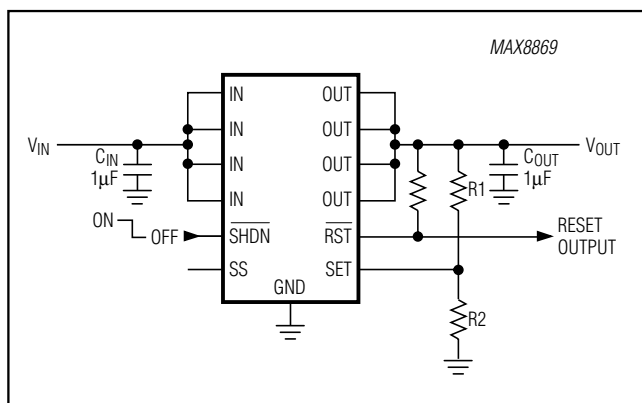 MAX8869
IN OUT
IN OUT
IN OUT
IN OUT
VIN
CIN
1µF
VOUT
COUT
1µF
R1
ON
OFF
SHDN RST
RESET
OUTPUT
SS SET
GND
R2